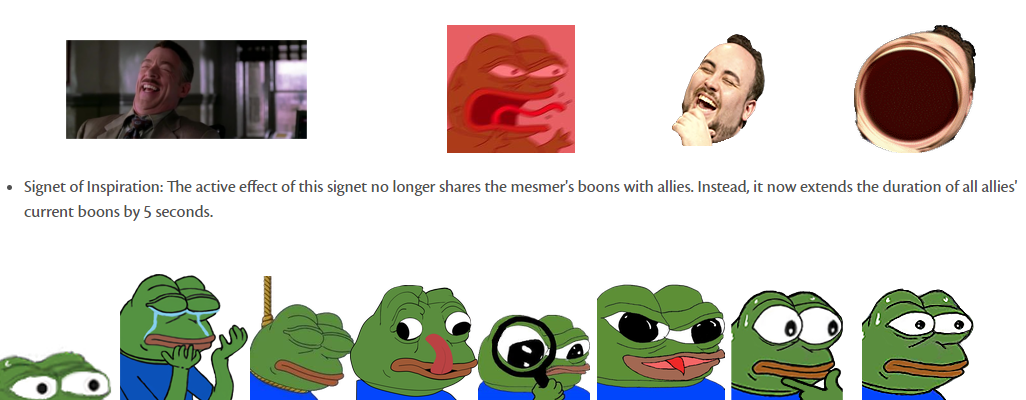 • Signet of Inspiration: The active effect of this signet no longer shares the mesmer's boons with allies. Instead, it now extends the duration of all allies'
current boons by 5 seconds.